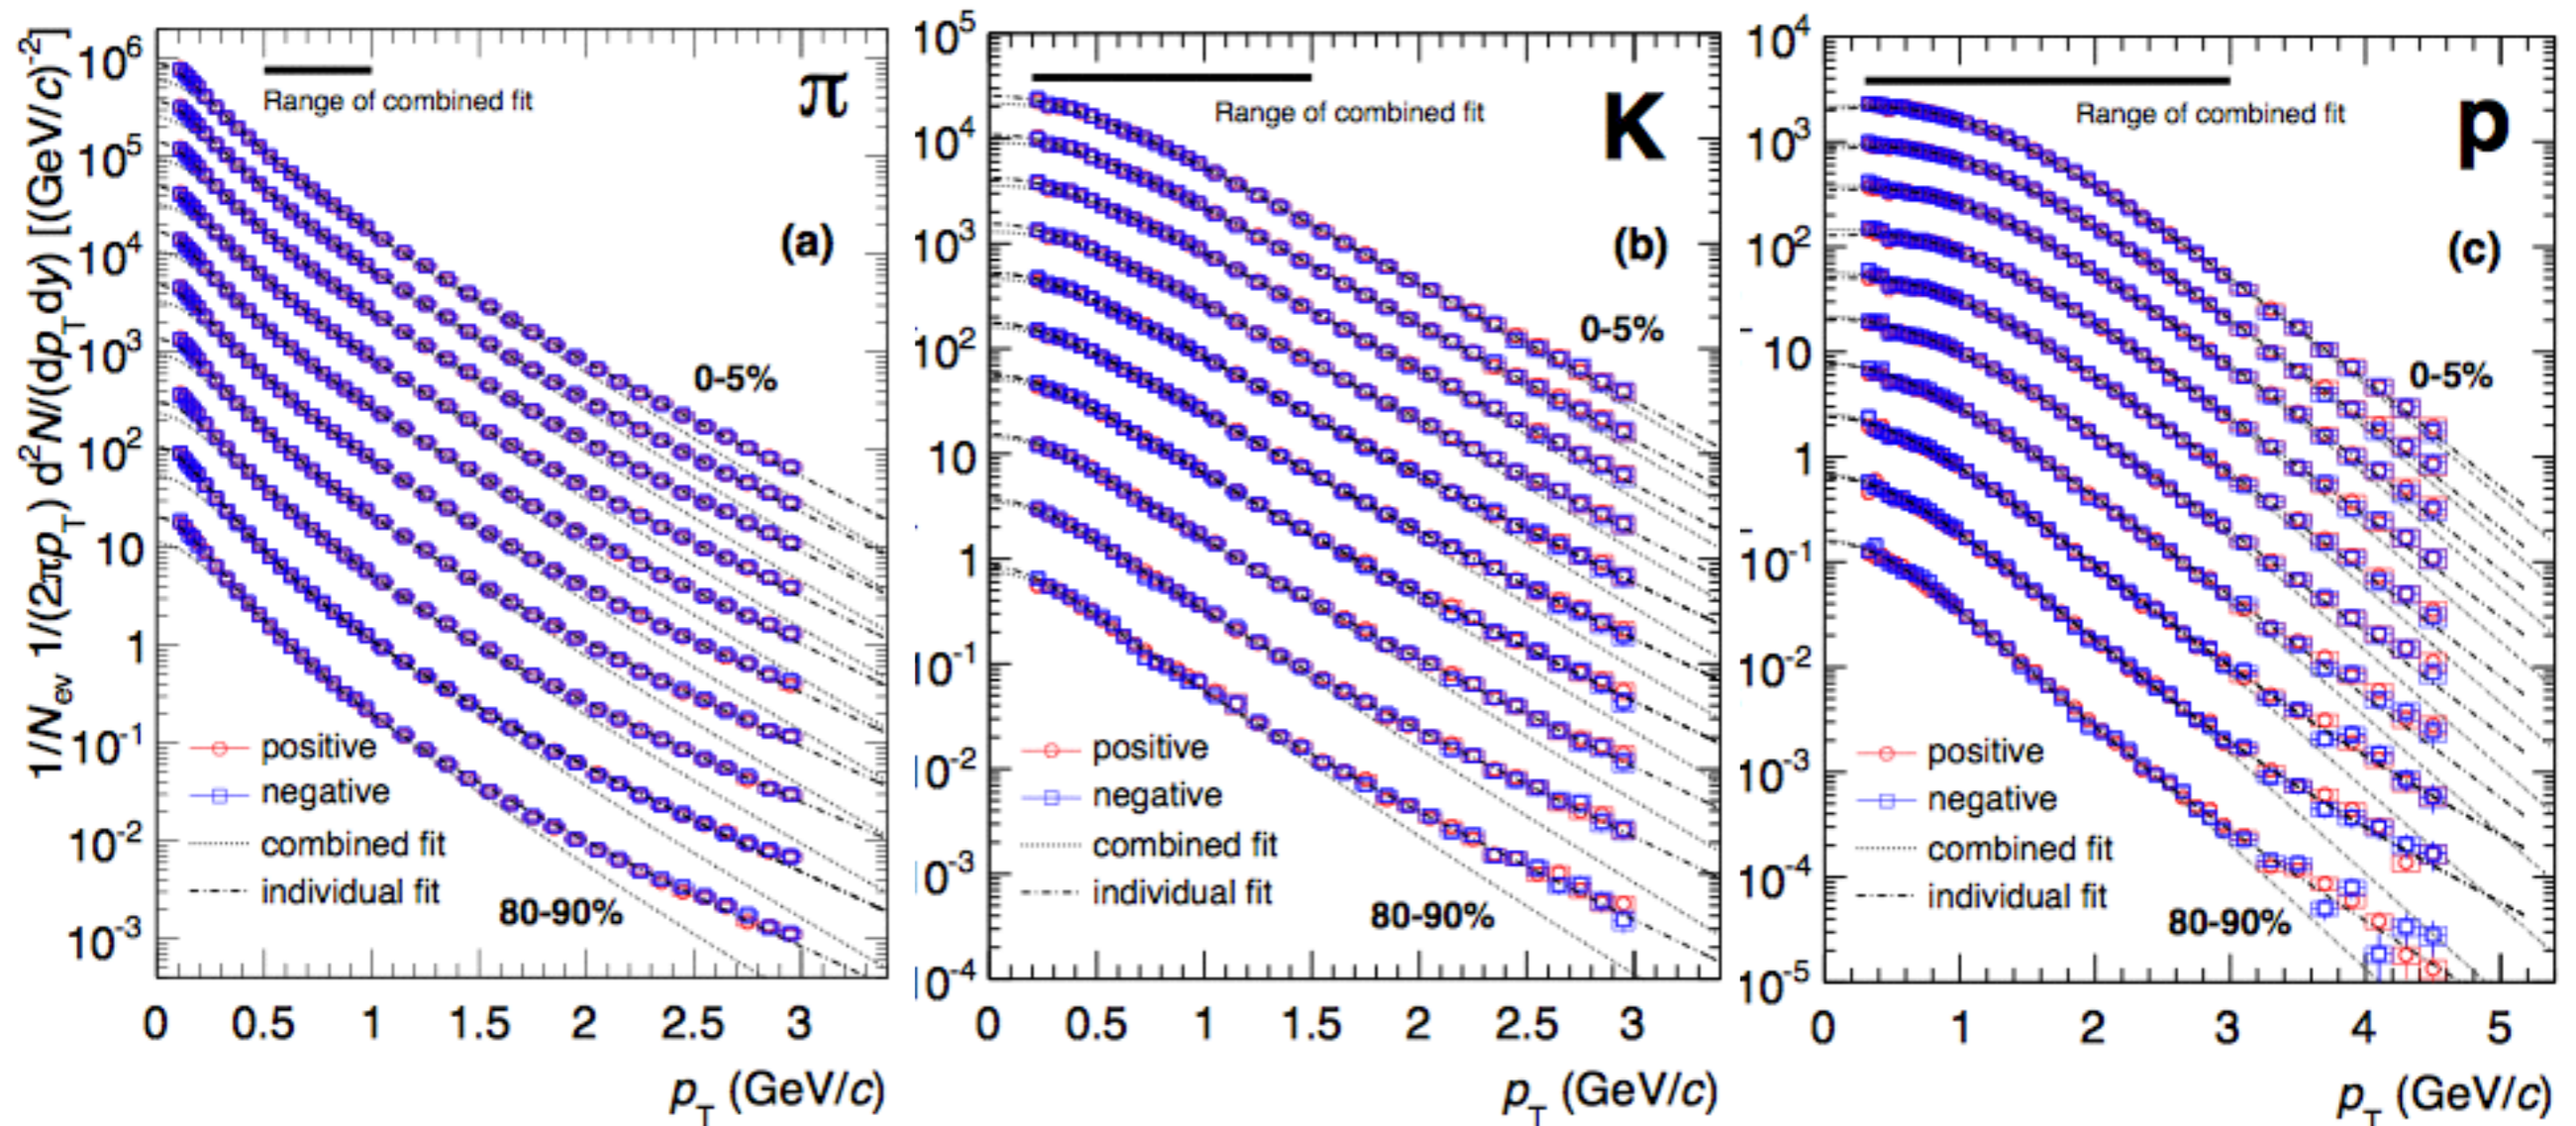 1/N_ev 1/(2πp_T) d²N/(dp_T dy) [(GeV/c)⁻²]
10⁶
10⁵
10⁴
10³
10²
10
1
10⁻¹
10⁻²
10⁻³
Range of combined fit
π
(a)
0-5%
positive
negative
combined fit
individual fit
80-90%
0 0.5 1 1.5 2 2.5 3
p_T (GeV/c)
10⁵
10⁴
10³
10²
10
1
10⁻¹
10⁻²
10⁻³
10⁻⁴
Range of combined fit
K
(b)
0-5%
positive
negative
combined fit
individual fit
80-90%
0 0.5 1 1.5 2 2.5 3
p_T (GeV/c)
10⁴
10³
10²
10
1
10⁻¹
10⁻²
10⁻³
10⁻⁴
10⁻⁵
Range of combined fit
p
(c)
0-5%
positive
negative
combined fit
individual fit
80-90%
0 1 2 3 4 5
p_T (GeV/c)